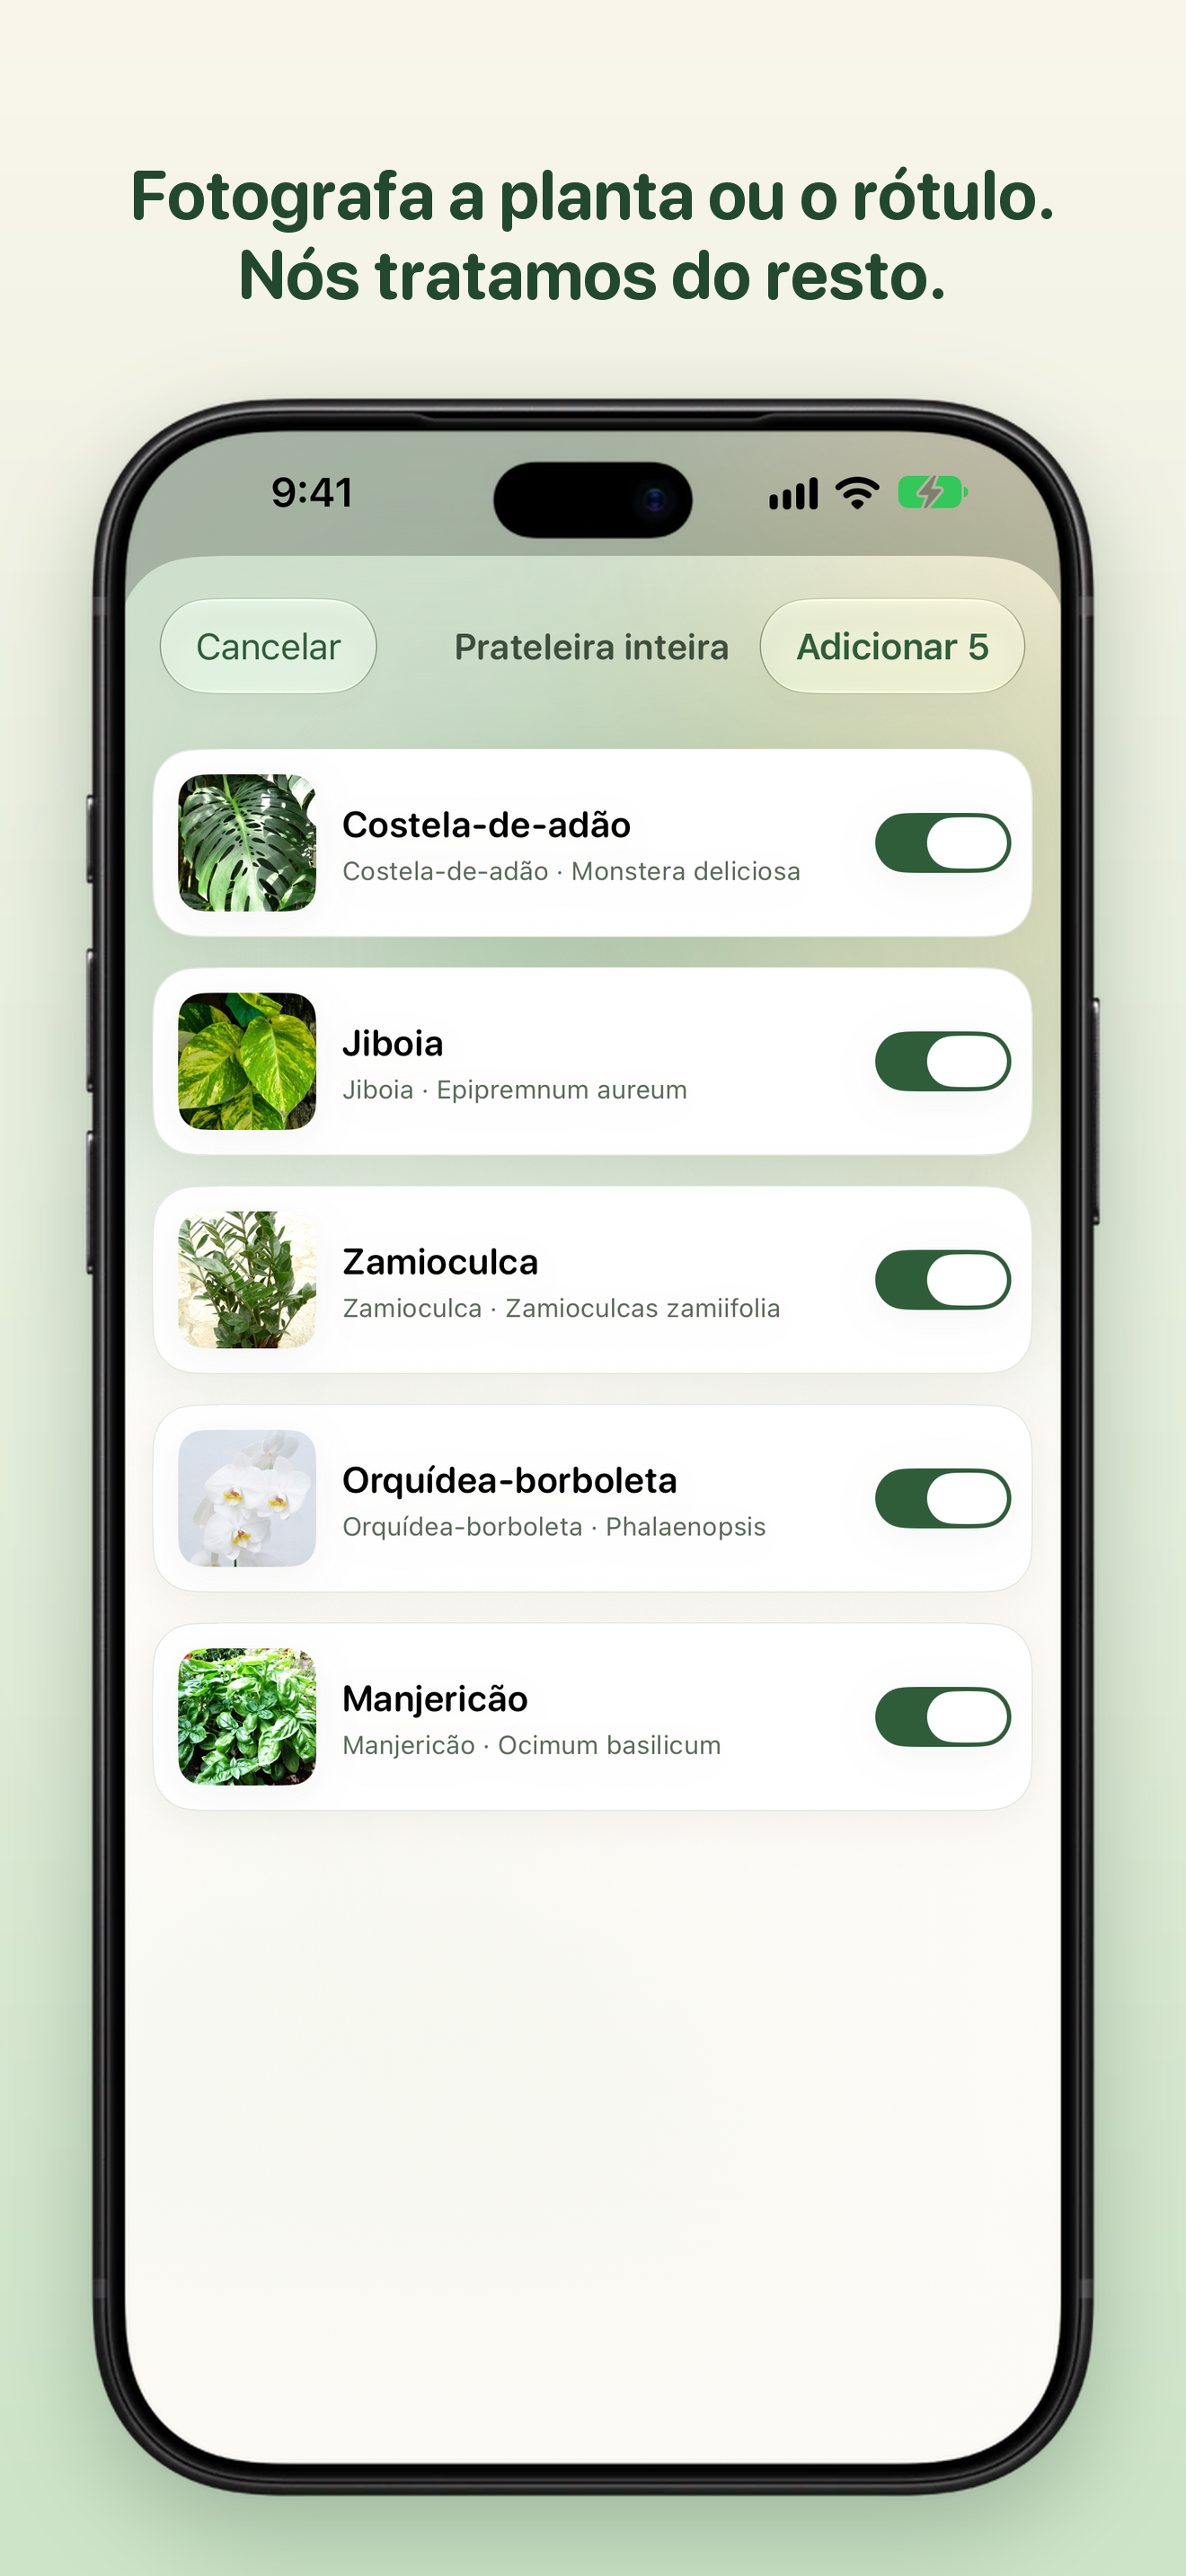 Fotografa a planta ou o rótulo.
Nós tratamos do resto.
9:41
Cancelar
Prateleira inteira
Adicionar 5
Costela-de-adão
Costela-de-adão · Monstera deliciosa
Jiboia
Jiboia · Epipremnum aureum
Zamioculca
Zamioculca · Zamioculcas zamiifolia
Orquídea-borboleta
Orquídea-borboleta · Phalaenopsis
Manjericão
Manjericão · Ocimum basilicum